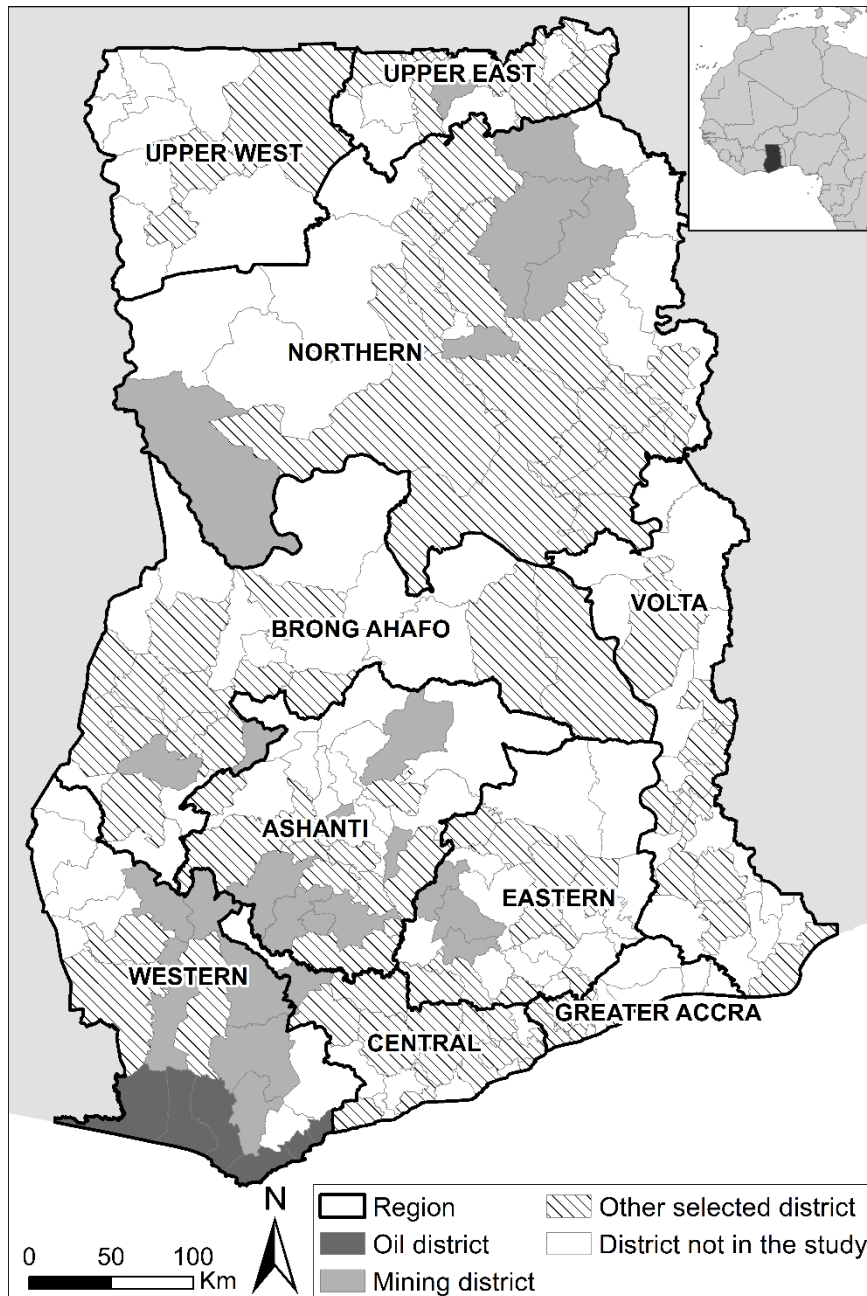 UPPER EAST
UPPER WEST
NORTHERN
VOLTA
BRONG AHAFO
ASHANTI
EASTERN
WESTERN
GREATER ACCRA
CENTRAL
N
0 50 100
Km
Region
Oil district
Mining district
Other selected district
District not in the study